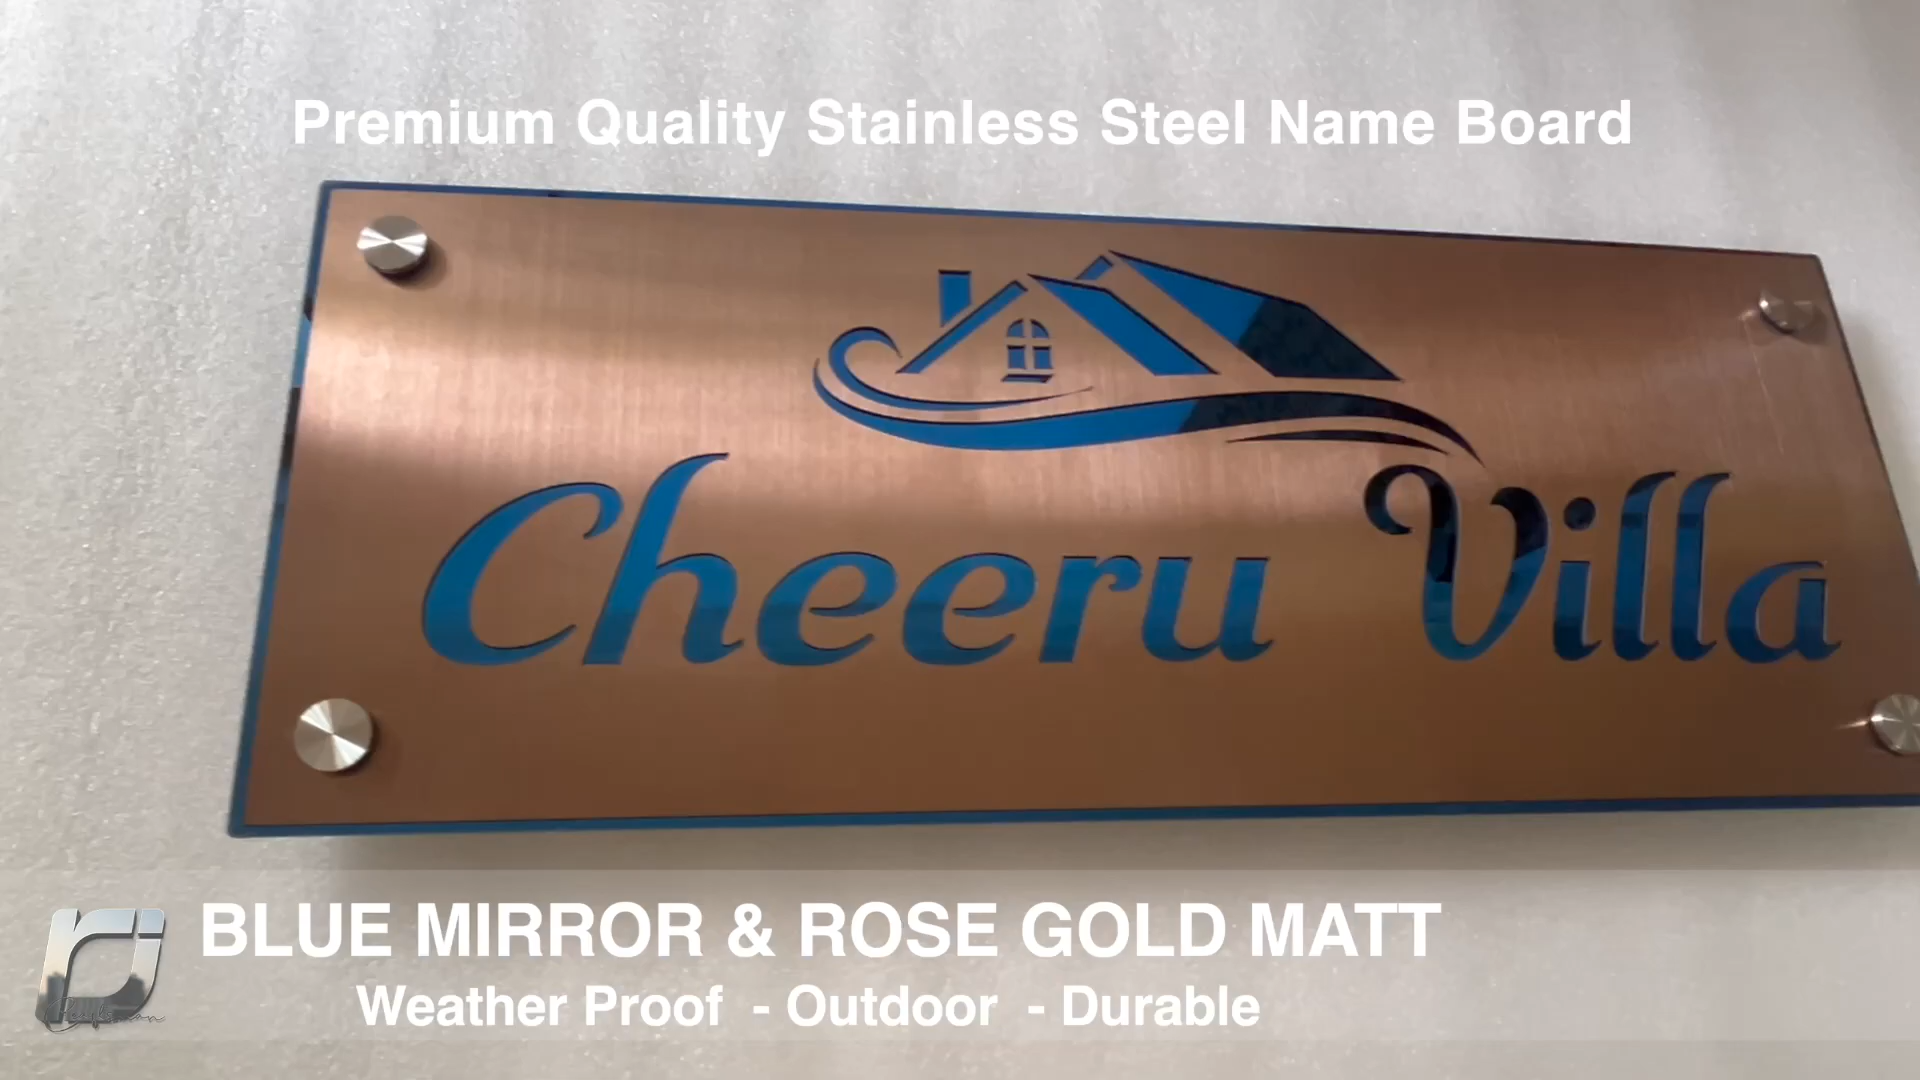 Premium Quality Stainless Steel Name Board
Cheeru Villa
BLUE MIRROR & ROSE GOLD MATT
Weather Proof - Outdoor - Durable